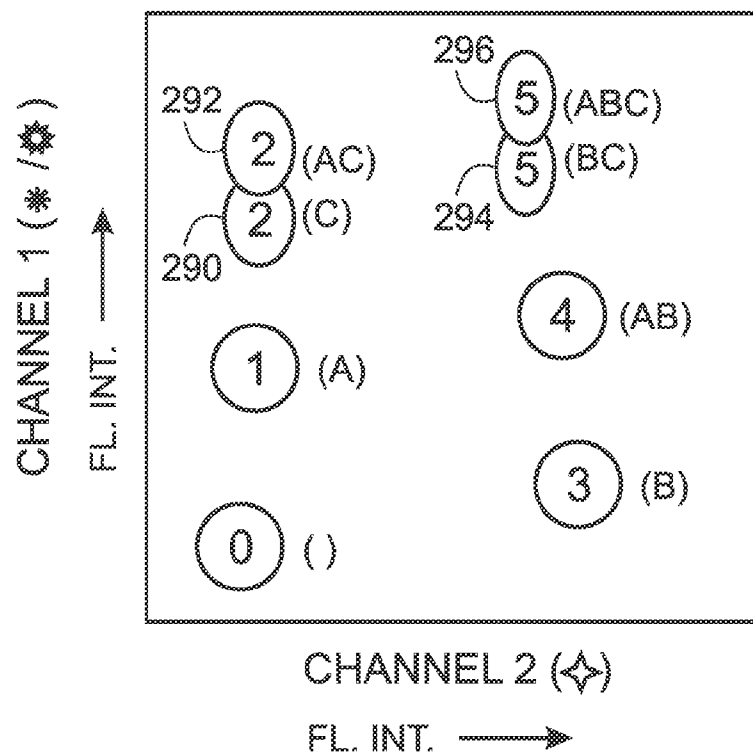 296
292
5 (ABC)
2 (AC)
5 (BC)
2 (C)
294
290
4 (AB)
1 (A)
3 (B)
0 ( )
CHANNEL 1 ( / )
FL. INT.
CHANNEL 2 ( )
FL. INT.